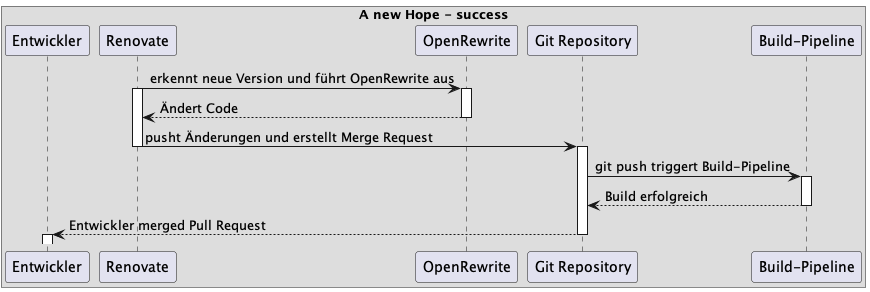 A new Hope - success
Entwickler
Renovate
OpenRewrite
Git Repository
Build-Pipeline
erkennt neue Version und führt OpenRewrite aus
Ändert Code
pusht Änderungen und erstellt Merge Request
git push triggert Build-Pipeline
Build erfolgreich
Entwickler merged Pull Request
Entwickler
Renovate
OpenRewrite
Git Repository
Build-Pipeline